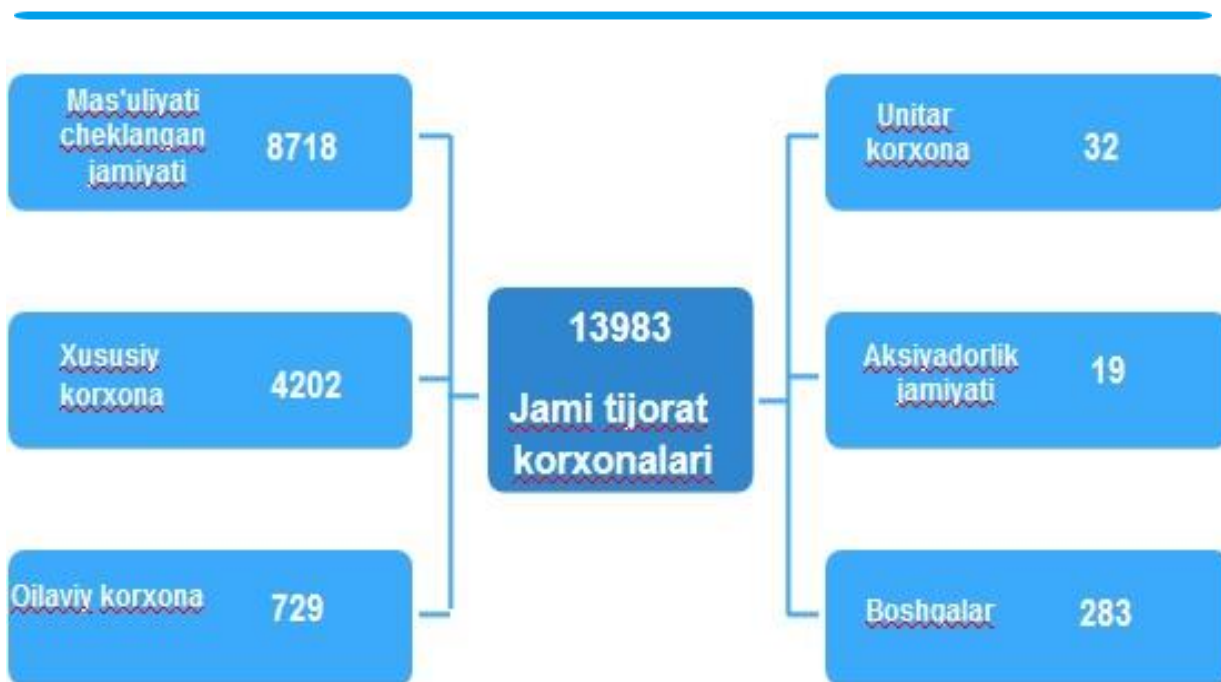 Mas'uliyati
cheklangan
jamiyati
8718
Xususiy
korxona
4202
Oilaviy korxona
729
13983
Jami tijorat
korxonalari
Unitar
korxona
32
Aksiyadorlik
jamiyati
19
Boshqalar
283